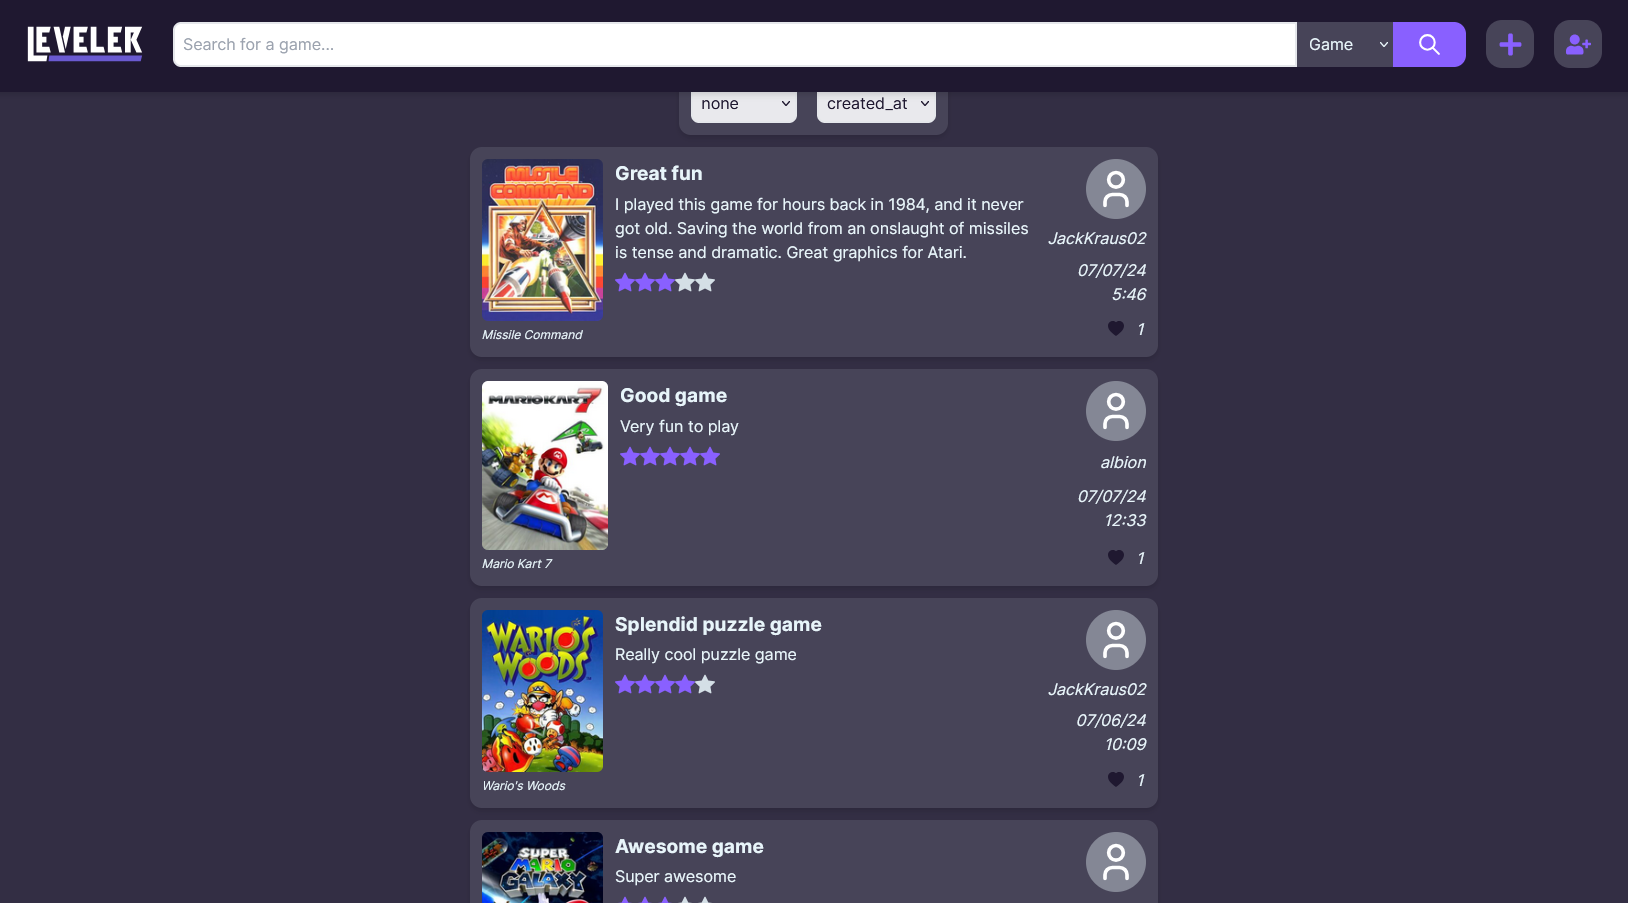 LEVELER
Search for a game...
Game
none
created_at
MISSILE
COMMAND
Great fun
I played this game for hours back in 1984, and it never
got old. Saving the world from an onslaught of missiles
is tense and dramatic. Great graphics for Atari.
Missile Command
JackKraus02
07/07/24
5:46
1
MARIOKART 7
Good game
Very fun to play
Mario Kart 7
albion
07/07/24
12:33
1
WARIO'S
WOODS
Splendid puzzle game
Really cool puzzle game
Wario's Woods
JackKraus02
07/06/24
10:09
1
SUPER
MARIO
GALAXY
Awesome game
Super awesome